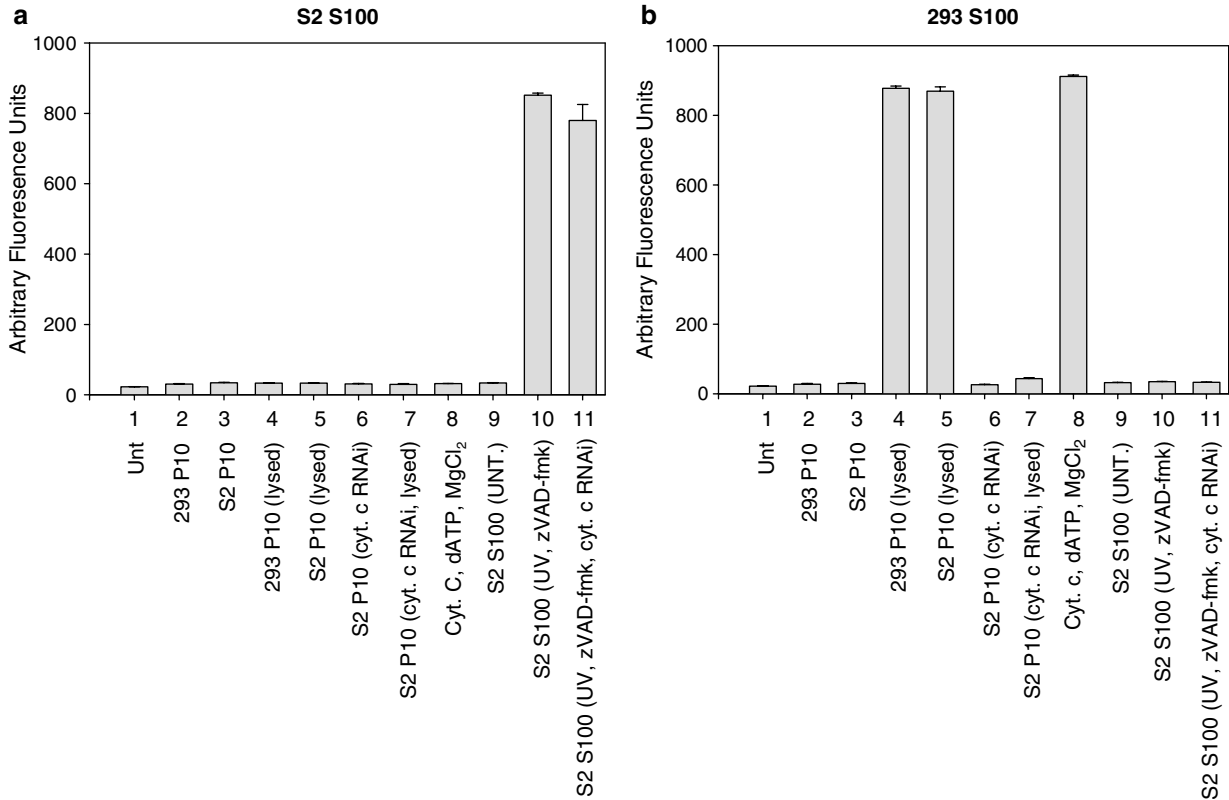 a
S2 S100
Arbitrary Fluoresence Units
1000
800
600
400
200
0
1
2
3
4
5
6
7
8
9
10
11
Unt
293 P10
S2 P10
293 P10 (lysed)
S2 P10 (lysed)
S2 P10 (cyt. c RNAi)
S2 P10 (cyt. c RNAi, lysed)
Cyt. C, dATP, MgCl₂
S2 S100 (UNT.)
S2 S100 (UV, zVAD-fmk)
S2 S100 (UV, zVAD-fmk, cyt. c RNAi)
b
293 S100
Arbitrary Fluorescence Units
1000
800
600
400
200
0
1
2
3
4
5
6
7
8
9
10
11
Unt
293 P10
S2 P10
293 P10 (lysed)
S2 P10 (lysed)
S2 P10 (cyt. c RNAi)
S2 P10 (cyt. c RNAi, lysed)
Cyt. c, dATP, MgCl₂
S2 S100 (UNT.)
S2 S100 (UV, zVAD-fmk)
S2 S100 (UV, zVAD-fmk, cyt. c RNAi)